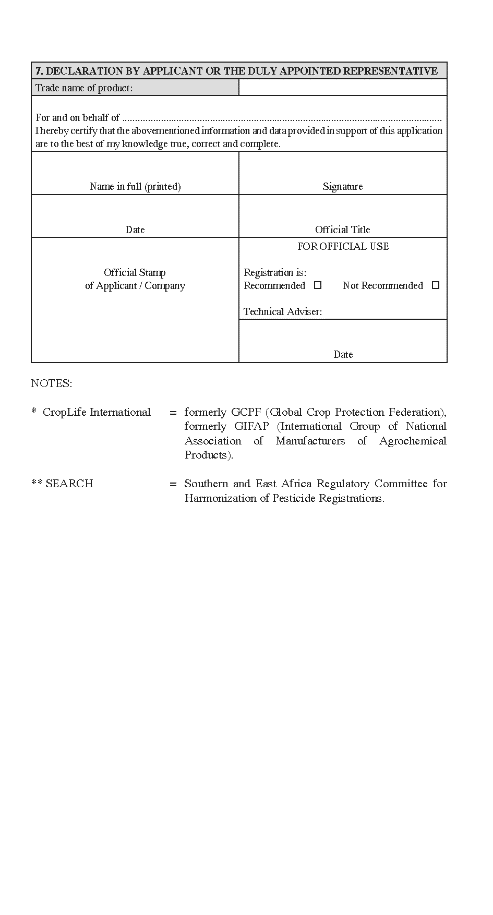 7. DECLARATION BY APPLICANT OR THE DULY APPOINTED REPRESENTATIVE
Trade name of product:
For and on behalf of ....................................................................................................................
I hereby certify that the abovementioned information and data provided in support of this application
are to the best of my knowledge true, correct and complete.
Name in full (printed)
Signature
Date
Official Title
Official Stamp
of Applicant / Company
FOR OFFICIAL USE
Registration is:
Recommended ☐ Not Recommended ☐
Technical Adviser:
Date
NOTES:
* CropLife International = formerly GCPF (Global Crop Protection Federation),
formerly GIFAP (International Group of National
Association of Manufacturers of Agrochemical
Products).
** SEARCH = Southern and East Africa Regulatory Committee for
Harmonization of Pesticide Registrations.